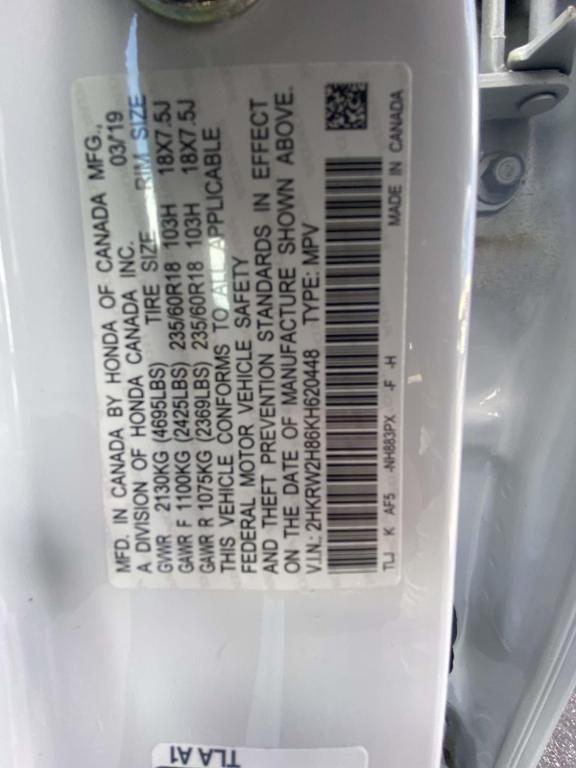 MFD. IN CANADA BY HONDA OF CANADA MFG.,
A DIVISION OF HONDA CANADA INC. 03/19
GVWR 2130KG (4695LBS) TIRE SIZE RIM SIZE
GAWR F 1100KG (2425LBS) 235/60R18 103H 18X7.5J
GAWR R 1075KG (2369LBS) 235/60R18 103H 18X7.5J
THIS VEHICLE CONFORMS TO ALL APPLICABLE
FEDERAL MOTOR VEHICLE SAFETY
AND THEFT PREVENTION STANDARDS IN EFFECT
ON THE DATE OF MANUFACTURE SHOWN ABOVE.
V.I.N.: 2HKRW2H86KH620448 TYPE: MPV
TLJ K AF5 -NH883PX -F -H MADE IN CANADA
TLA A1